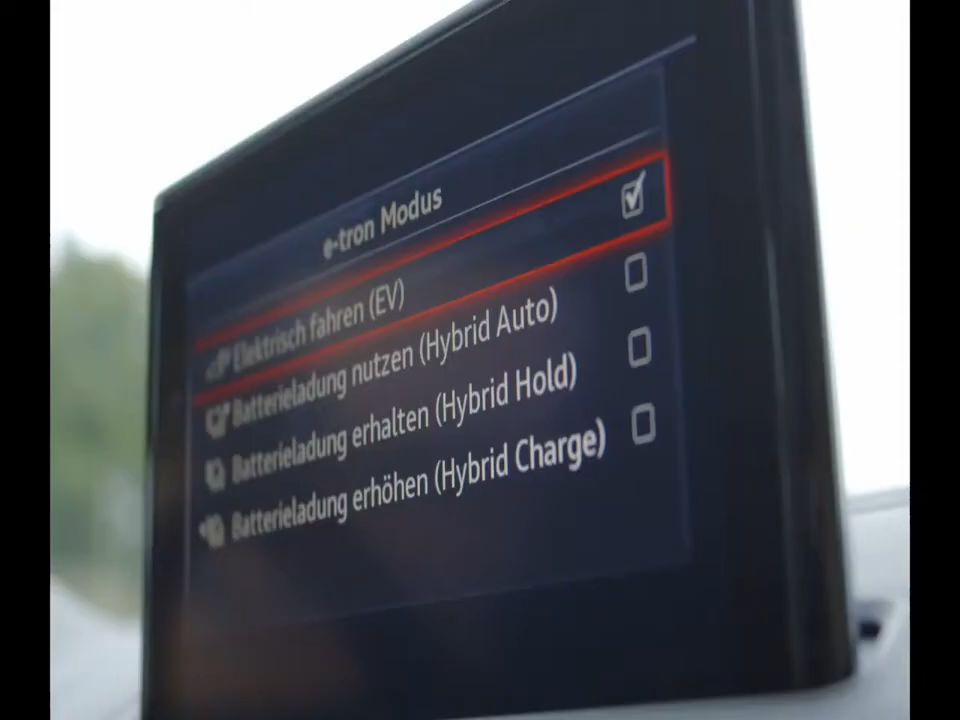 e-tron Modus
Elektrisch fahren (EV)
Batterieladung nutzen (Hybrid Auto)
Batterieladung erhalten (Hybrid Hold)
Batterieladung erhöhen (Hybrid Charge)